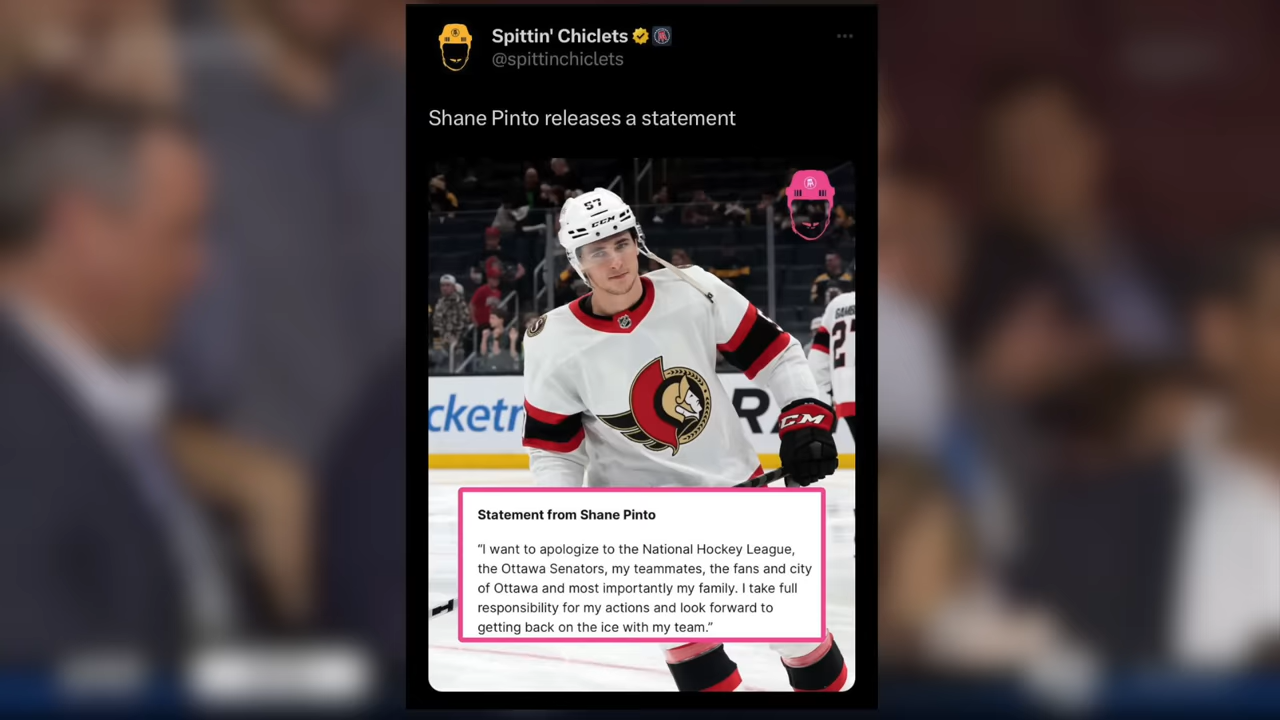 Spittin' Chiclets
@spittinchiclets
Shane Pinto releases a statement
57
CCM
CCM
2
Statement from Shane Pinto
"I want to apologize to the National Hockey League,
the Ottawa Senators, my teammates, the fans and city
of Ottawa and most importantly my family. I take full
responsibility for my actions and look forward to
getting back on the ice with my team."